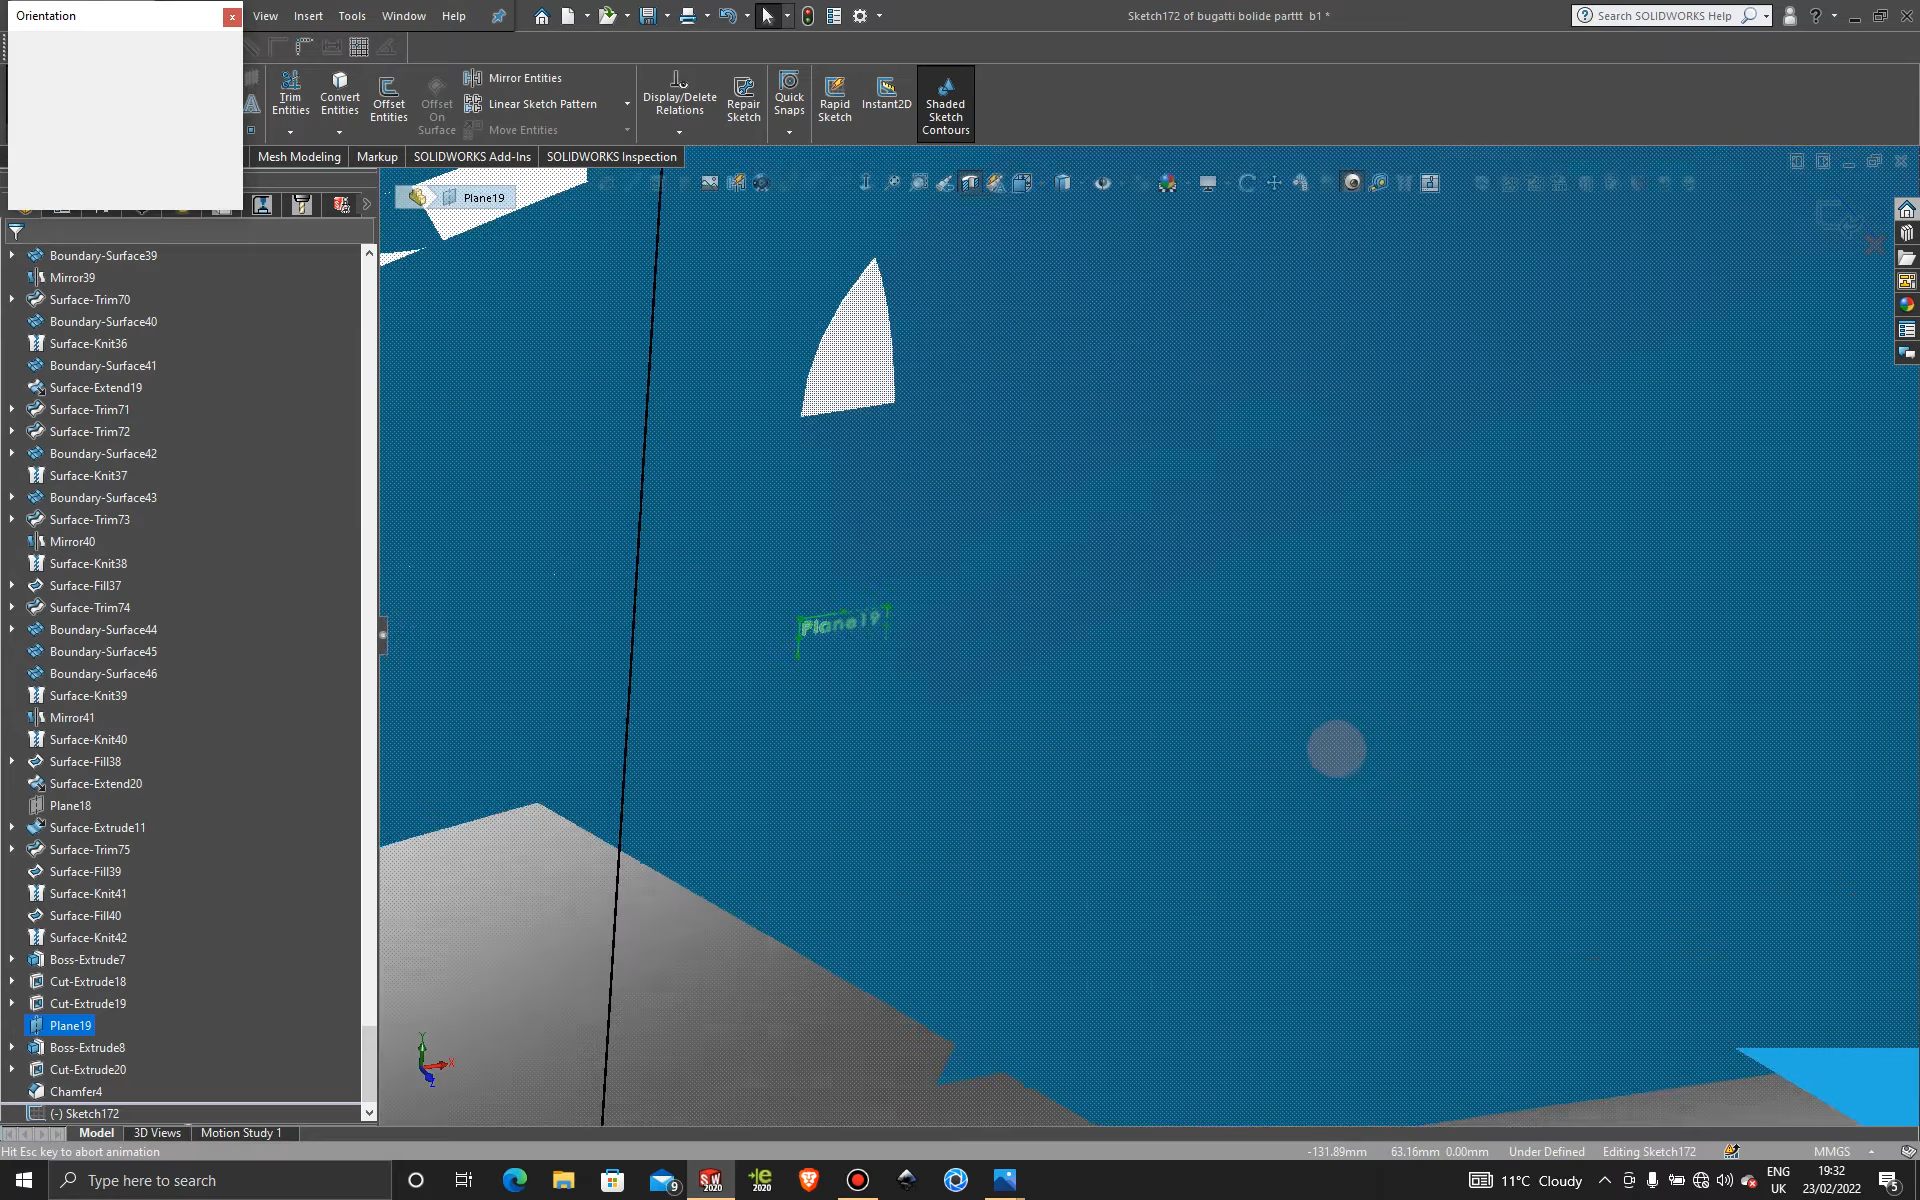 Orientation
View Insert Tools Window Help
Sketch172 of bugatti bolide parttt b1 *
Search SOLIDWORKS Help
Trim Entities
Convert Entities
Offset Entities
Offset On Surface
Mirror Entities
Linear Sketch Pattern
Move Entities
Display/Delete Relations
Repair Sketch
Quick Snaps
Rapid Sketch
Instant2D
Shaded Sketch Contours
Mesh Modeling Markup SOLIDWORKS Add-Ins SOLIDWORKS Inspection
Plane19
Boundary-Surface39
Mirror39
Surface-Trim70
Boundary-Surface40
Surface-Knit36
Boundary-Surface41
Surface-Extend19
Surface-Trim71
Surface-Trim72
Boundary-Surface42
Surface-Knit37
Boundary-Surface43
Surface-Trim73
Mirror40
Surface-Knit38
Surface-Fill37
Surface-Trim74
Boundary-Surface44
Boundary-Surface45
Boundary-Surface46
Surface-Knit39
Mirror41
Surface-Knit40
Surface-Fill38
Surface-Extend20
Plane18
Surface-Extrude11
Surface-Trim75
Surface-Fill39
Surface-Knit41
Surface-Fill40
Surface-Knit42
Boss-Extrude7
Cut-Extrude18
Cut-Extrude19
Plane19
Boss-Extrude8
Cut-Extrude20
Chamfer4
(-) Sketch172
Plane19
Y
X
Z
Model 3D Views Motion Study 1
Hit Esc key to abort animation
-131.89mm 63.16mm 0.00mm Under Defined Editing Sketch172 MMGS
Type here to search
9
SW 2020
e 2020
11°C Cloudy
ENG UK
19:32
23/02/2022
5